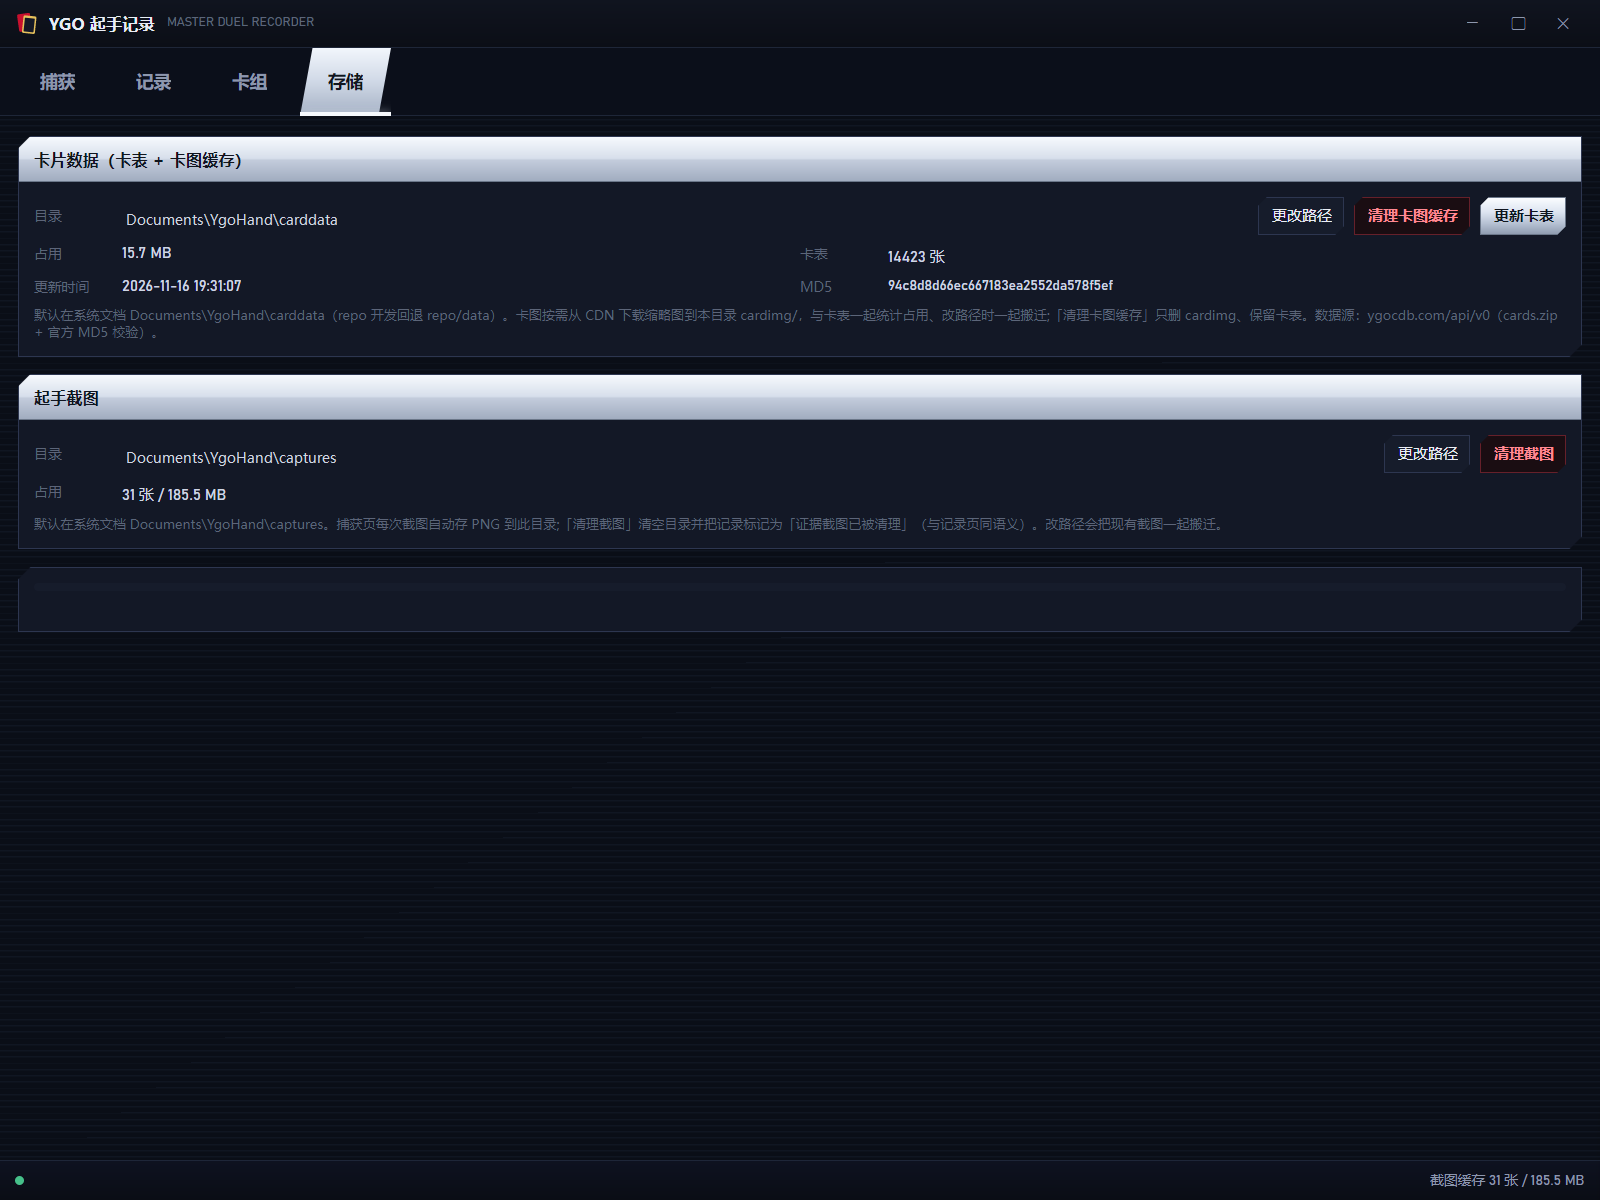 YGO 起手记录 MASTER DUEL RECORDER
捕获 记录 卡组 存储
卡片数据（卡表 + 卡图缓存）
目录 Documents\YgoHand\carddata 更改路径 清理卡图缓存 更新卡表
占用 15.7 MB 卡表 14423 张
更新时间 2026-11-16 19:31:07 MD5 94c8d8d66ec667183ea2552da578f5ef
默认在系统文档 Documents\YgoHand\carddata（repo 开发回退 repo/data）。卡图按需从 CDN 下载缩略图到本目录 cardimg/，与卡表一起统计占用、改路径时一起搬迁;「清理卡图缓存」只删 cardimg、保留卡表。数据源：ygocdb.com/api/v0（cards.zip
+ 官方 MD5 校验）。
起手截图
目录 Documents\YgoHand\captures 更改路径 清理截图
占用 31 张 / 185.5 MB
默认在系统文档 Documents\YgoHand\captures。捕获页每次截图自动存 PNG 到此目录;「清理截图」清空目录并把记录标记为「证据截图已被清理」（与记录页同语义）。改路径会把现有截图一起搬迁。
截图缓存 31 张 / 185.5 MB